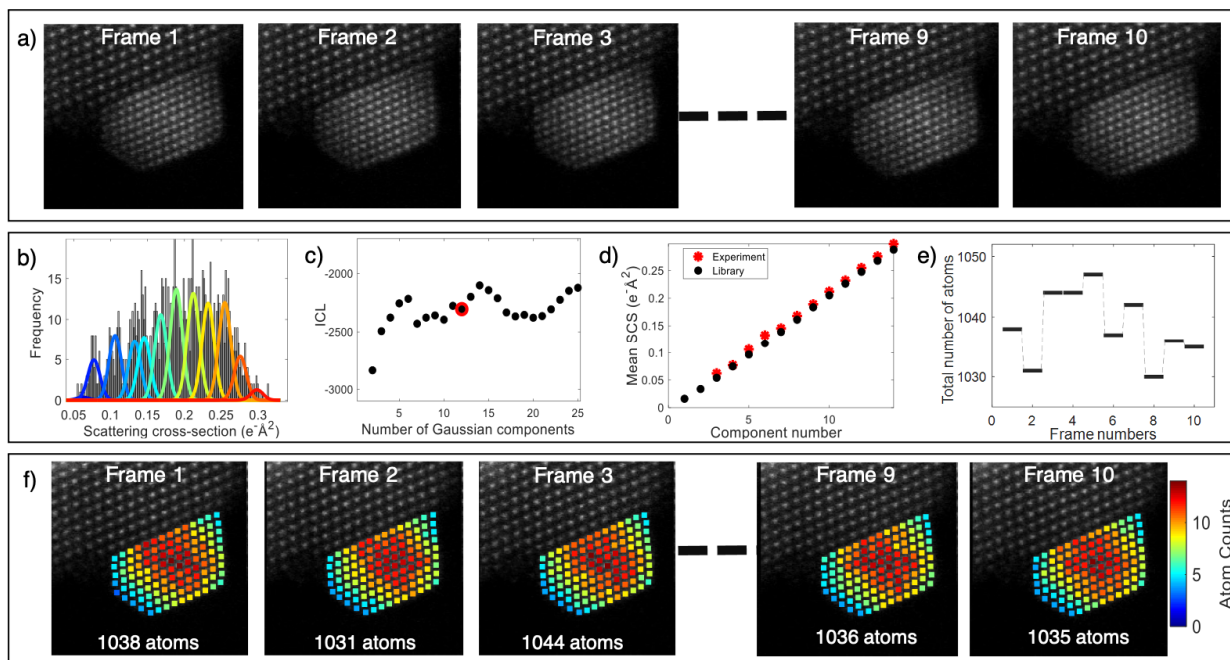 a)
Frame 1
Frame 2
Frame 3
Frame 9
Frame 10
b)
Frequency
15
10
5
0
0.05 0.1 0.15 0.2 0.25 0.3
Scattering cross-section (e⁻Å²)
c)
ICL
-2000
-2500
-3000
5 10 15 20 25
Number of Gaussian components
d)
Mean SCS (e⁻Å²)
Experiment
Library
0.25
0.2
0.15
0.1
0.05
0
5 10
Component number
e)
Total number of atoms
1050
1040
1030
0 2 4 6 8 10
Frame numbers
f)
Frame 1
Frame 2
Frame 3
Frame 9
Frame 10
1038 atoms
1031 atoms
1044 atoms
1036 atoms
1035 atoms
10
5
0
Atom Counts